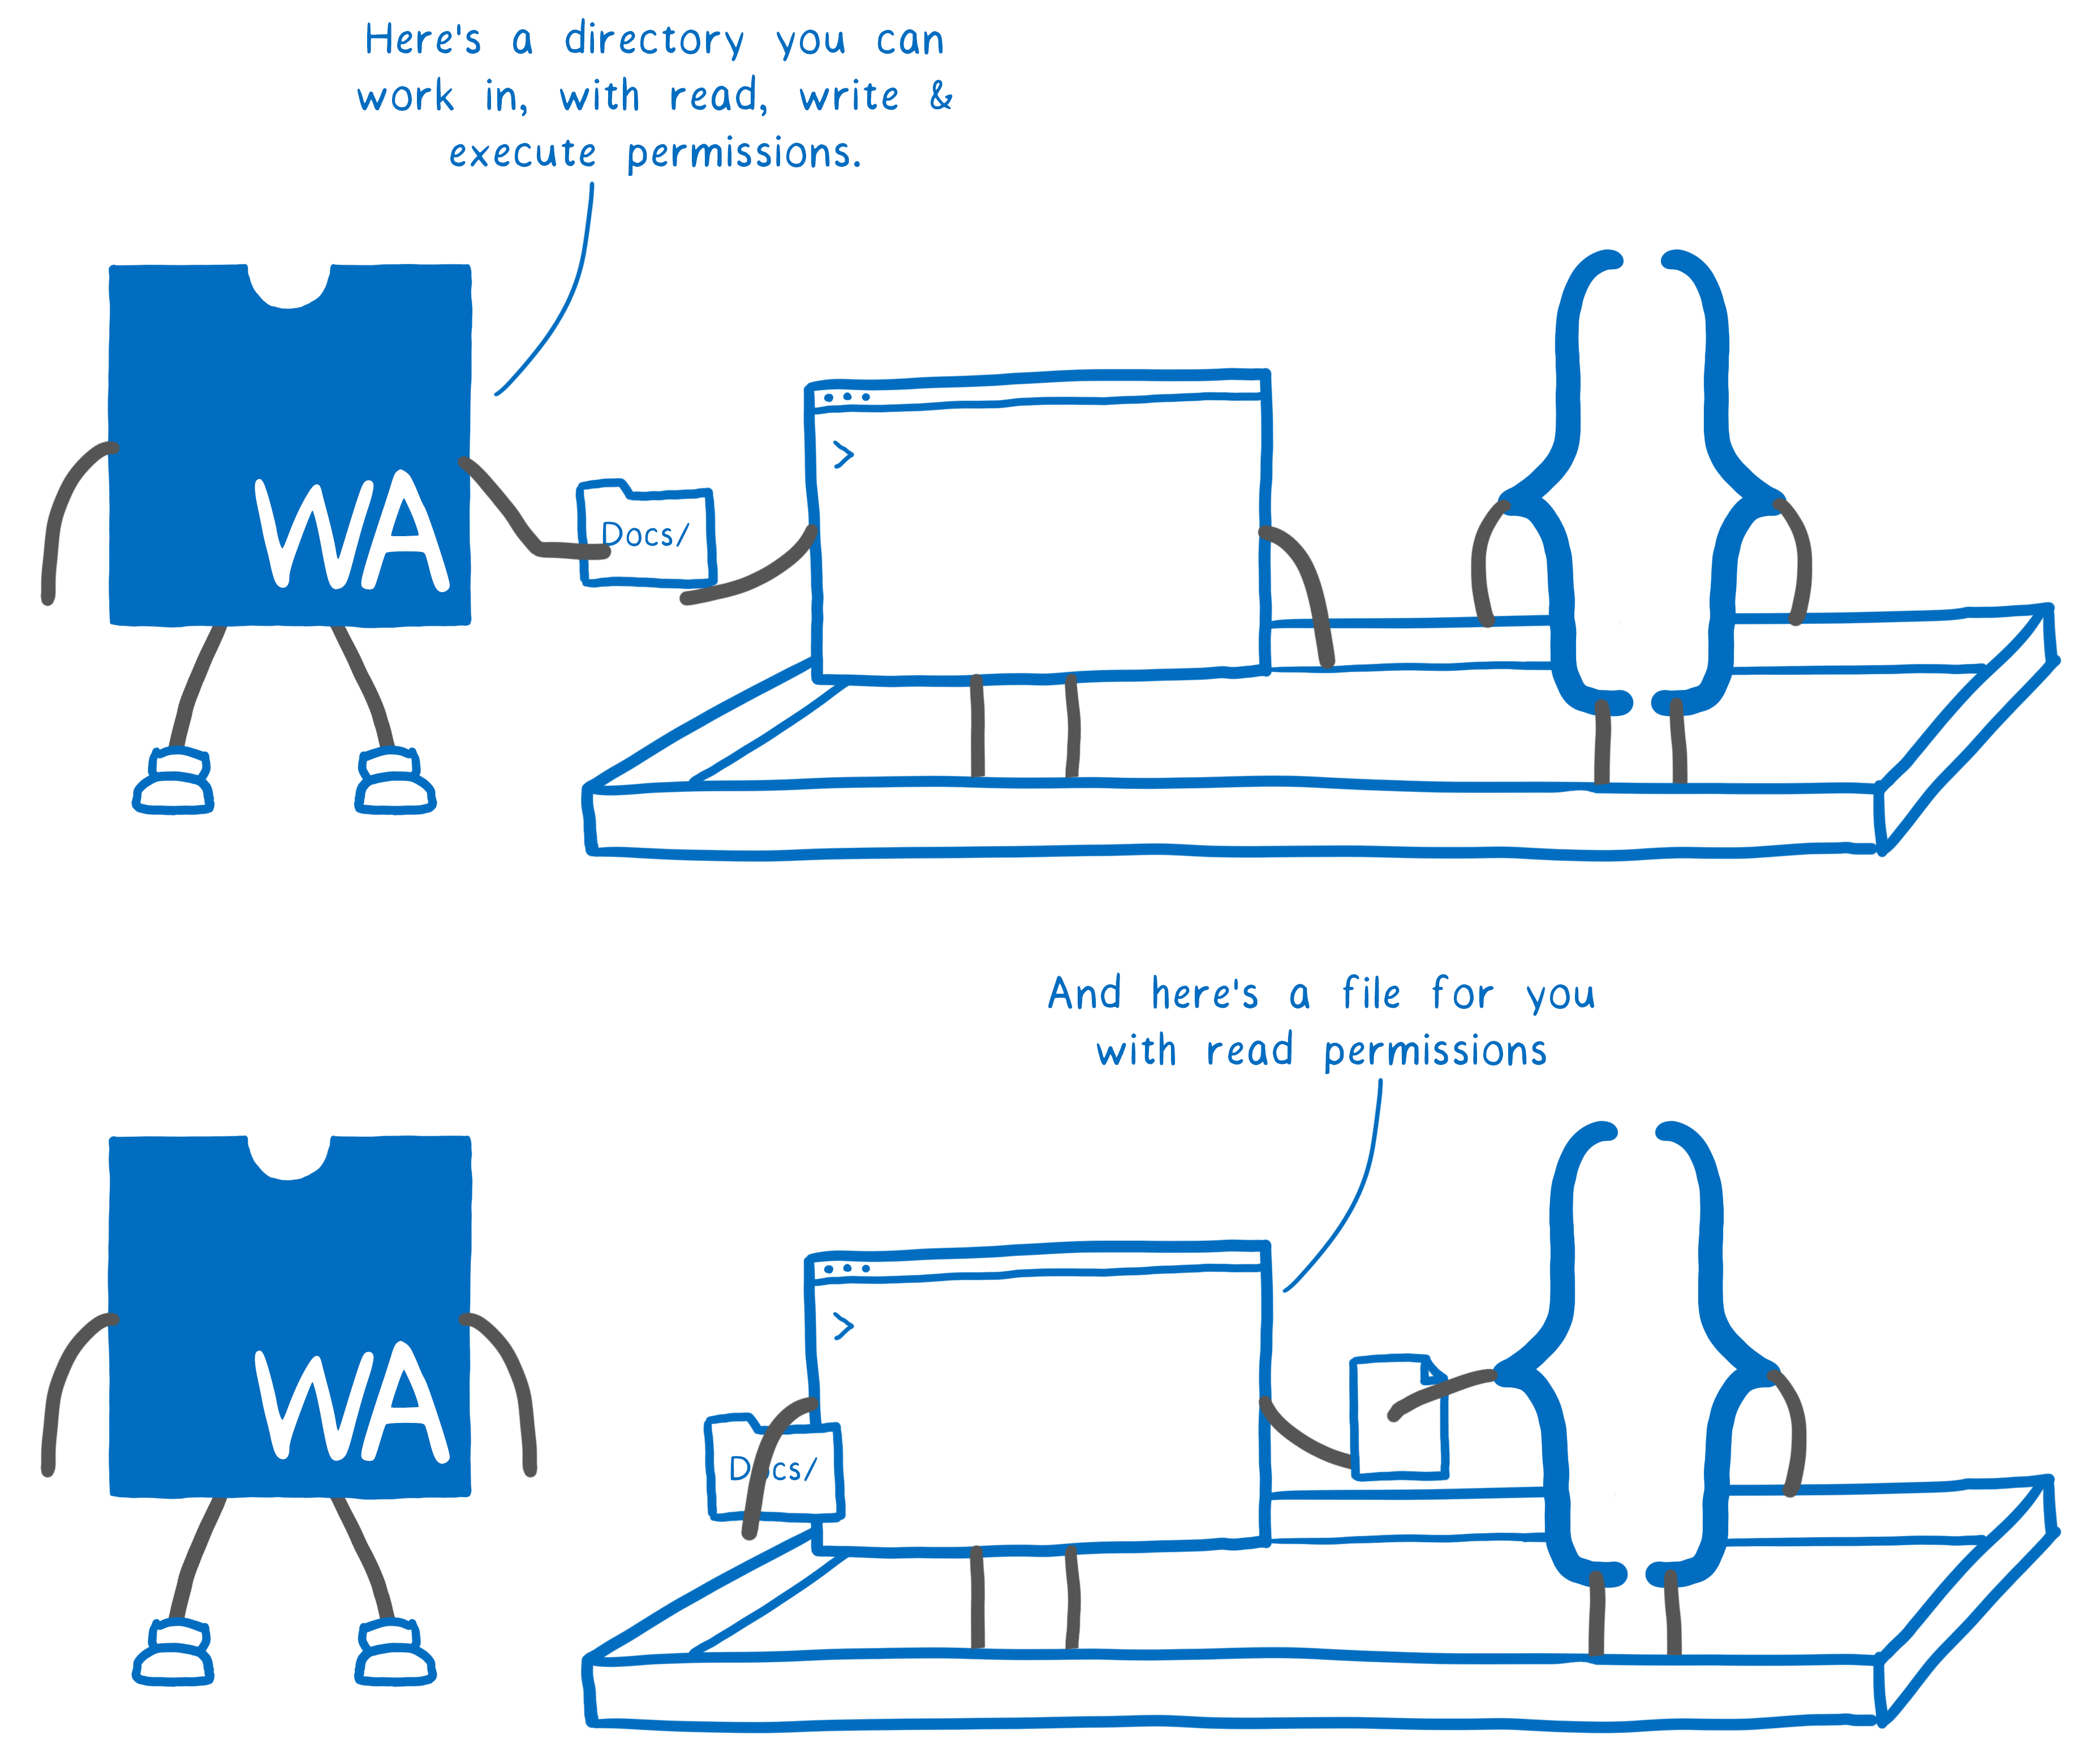 Here's a directory you can
work in, with read, write &
execute permissions.
WA
Docs/
>
And here's a file for you
with read permissions
WA
>
Docs/